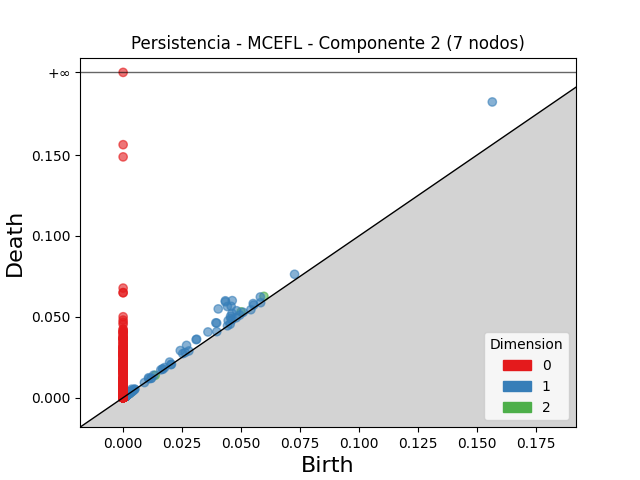 Persistencia - MCEFL - Componente 2 (7 nodos)
+∞
0.150
0.100
0.050
0.000
Death
0.000 0.025 0.050 0.075 0.100 0.125 0.150 0.175
Birth
Dimension
0
1
2